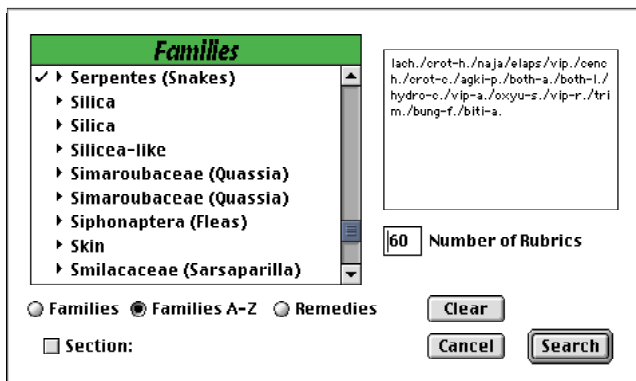 Families
✓ ‣ Serpentes (Snakes)
‣ Silica
‣ Silica
‣ Silicea-like
‣ Simaroubaceae (Quassia)
‣ Simaroubaceae (Quassia)
‣ Siphonaptera (Fleas)
‣ Skin
‣ Smilacaceae (Sarsaparilla)
lach./crot-h./naja/elaps/vip./cenc
h./crot-c./agki-p./both-a./both-l./
hydro-c./vip-a./oxyu-s./vip-r./tri
m./bung-f./biti-a.
60 Number of Rubrics
Families Families A-Z Remedies
Clear
Section:
Cancel Search